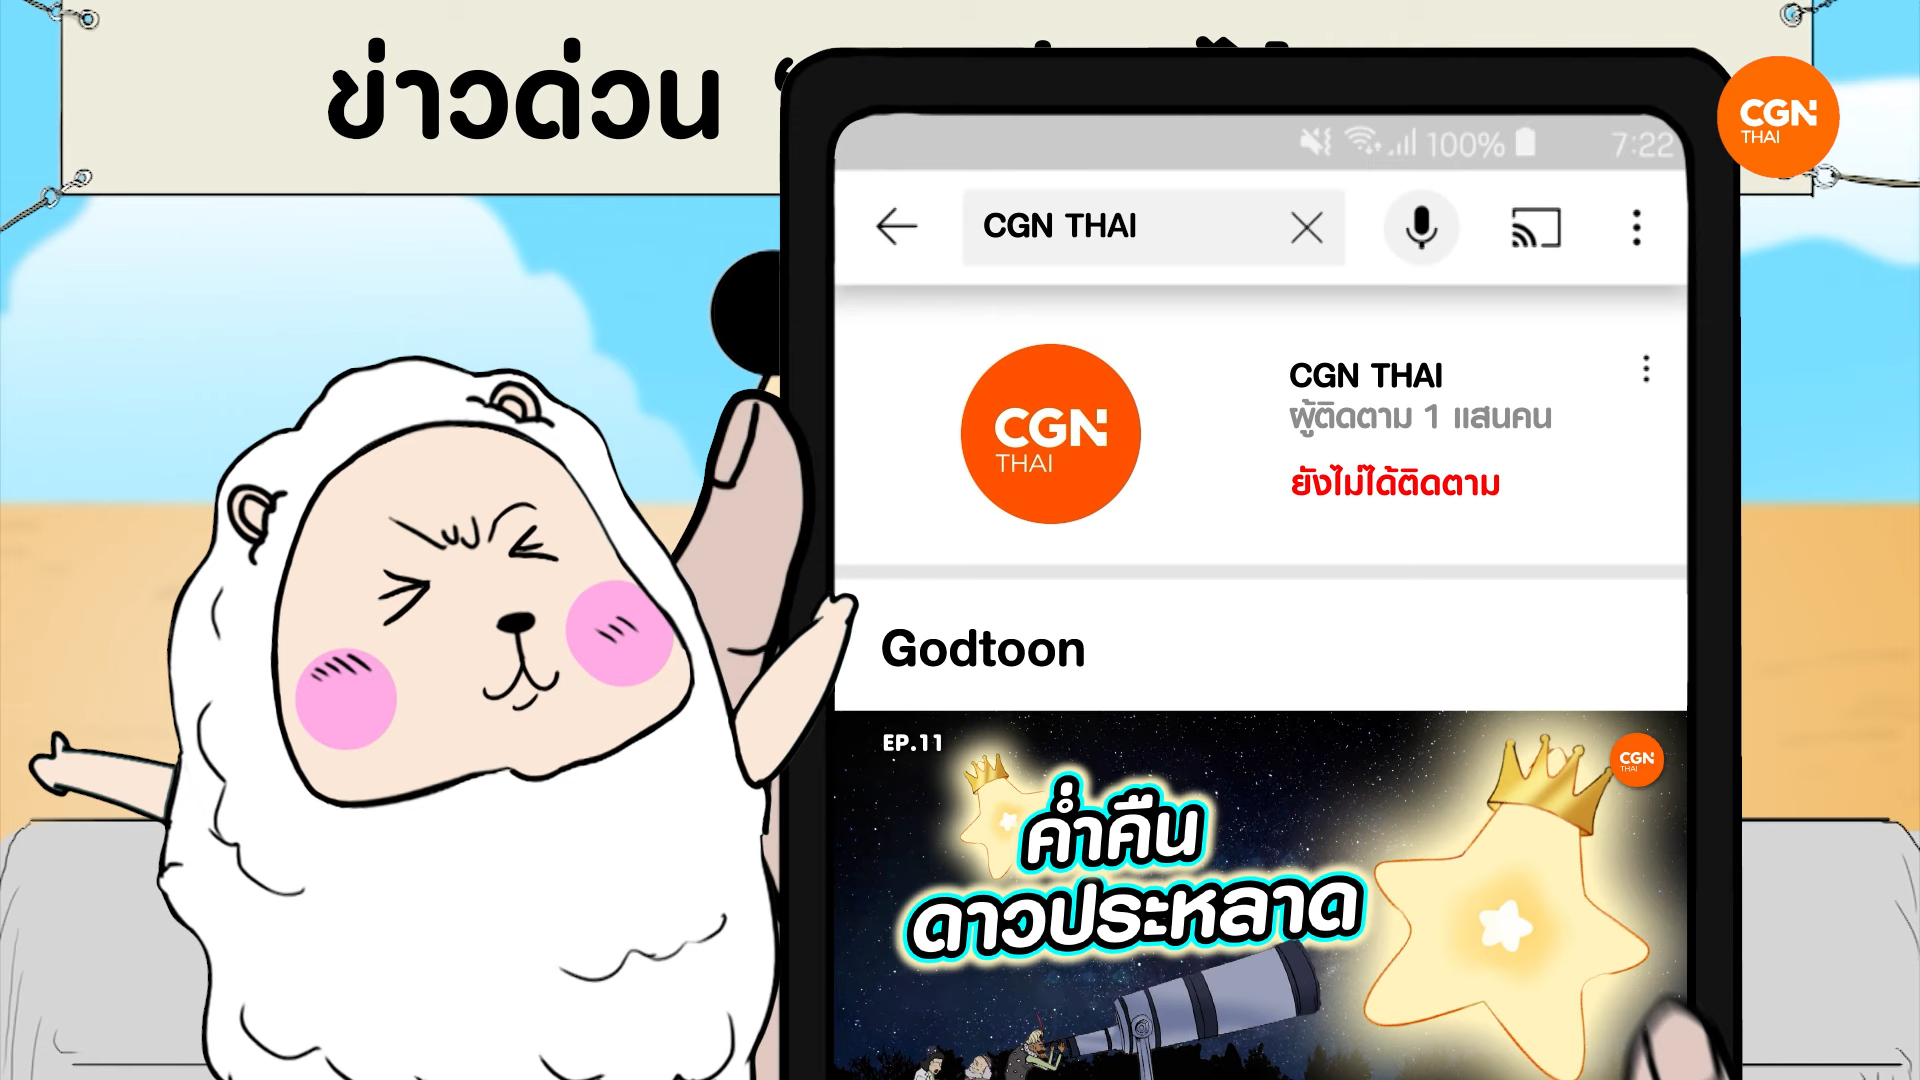 ข่าวด่วน
CGN
THAI
100%
7:22
CGN THAI
CGN
THAI
CGN THAI
ผู้ติดตาม 1 แสนคน
ยังไม่ได้ติดตาม
Godtoon
EP.11
CGN
THAI
ค่ำคืน
ดาวประหลาด